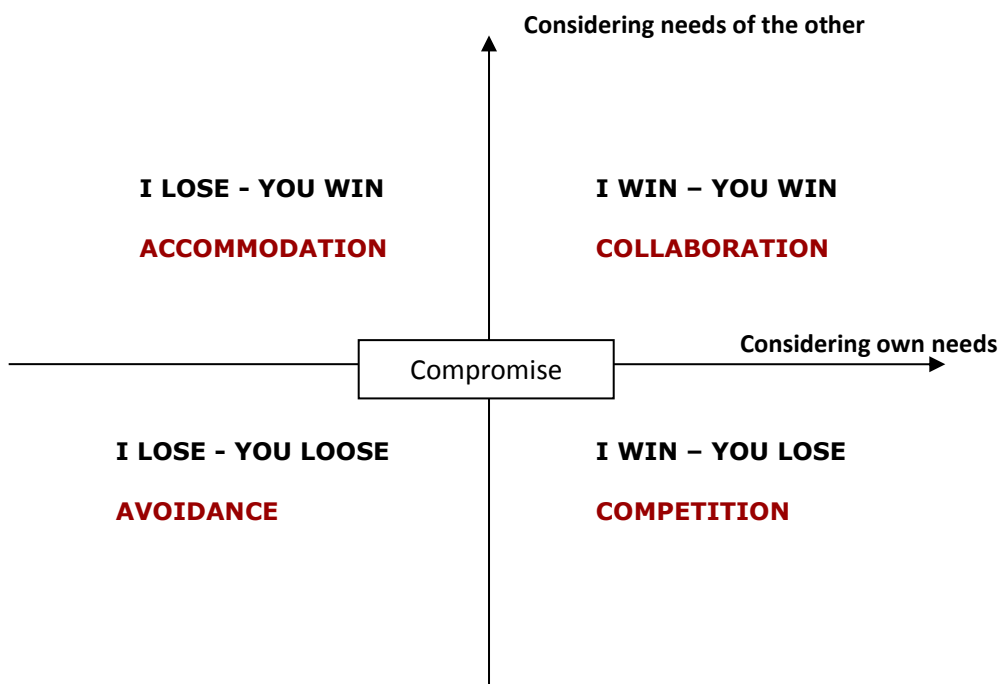 Considering needs of the other
I LOSE - YOU WIN
ACCOMMODATION
I WIN – YOU WIN
COLLABORATION
Considering own needs
Compromise
I LOSE - YOU LOOSE
AVOIDANCE
I WIN – YOU LOSE
COMPETITION